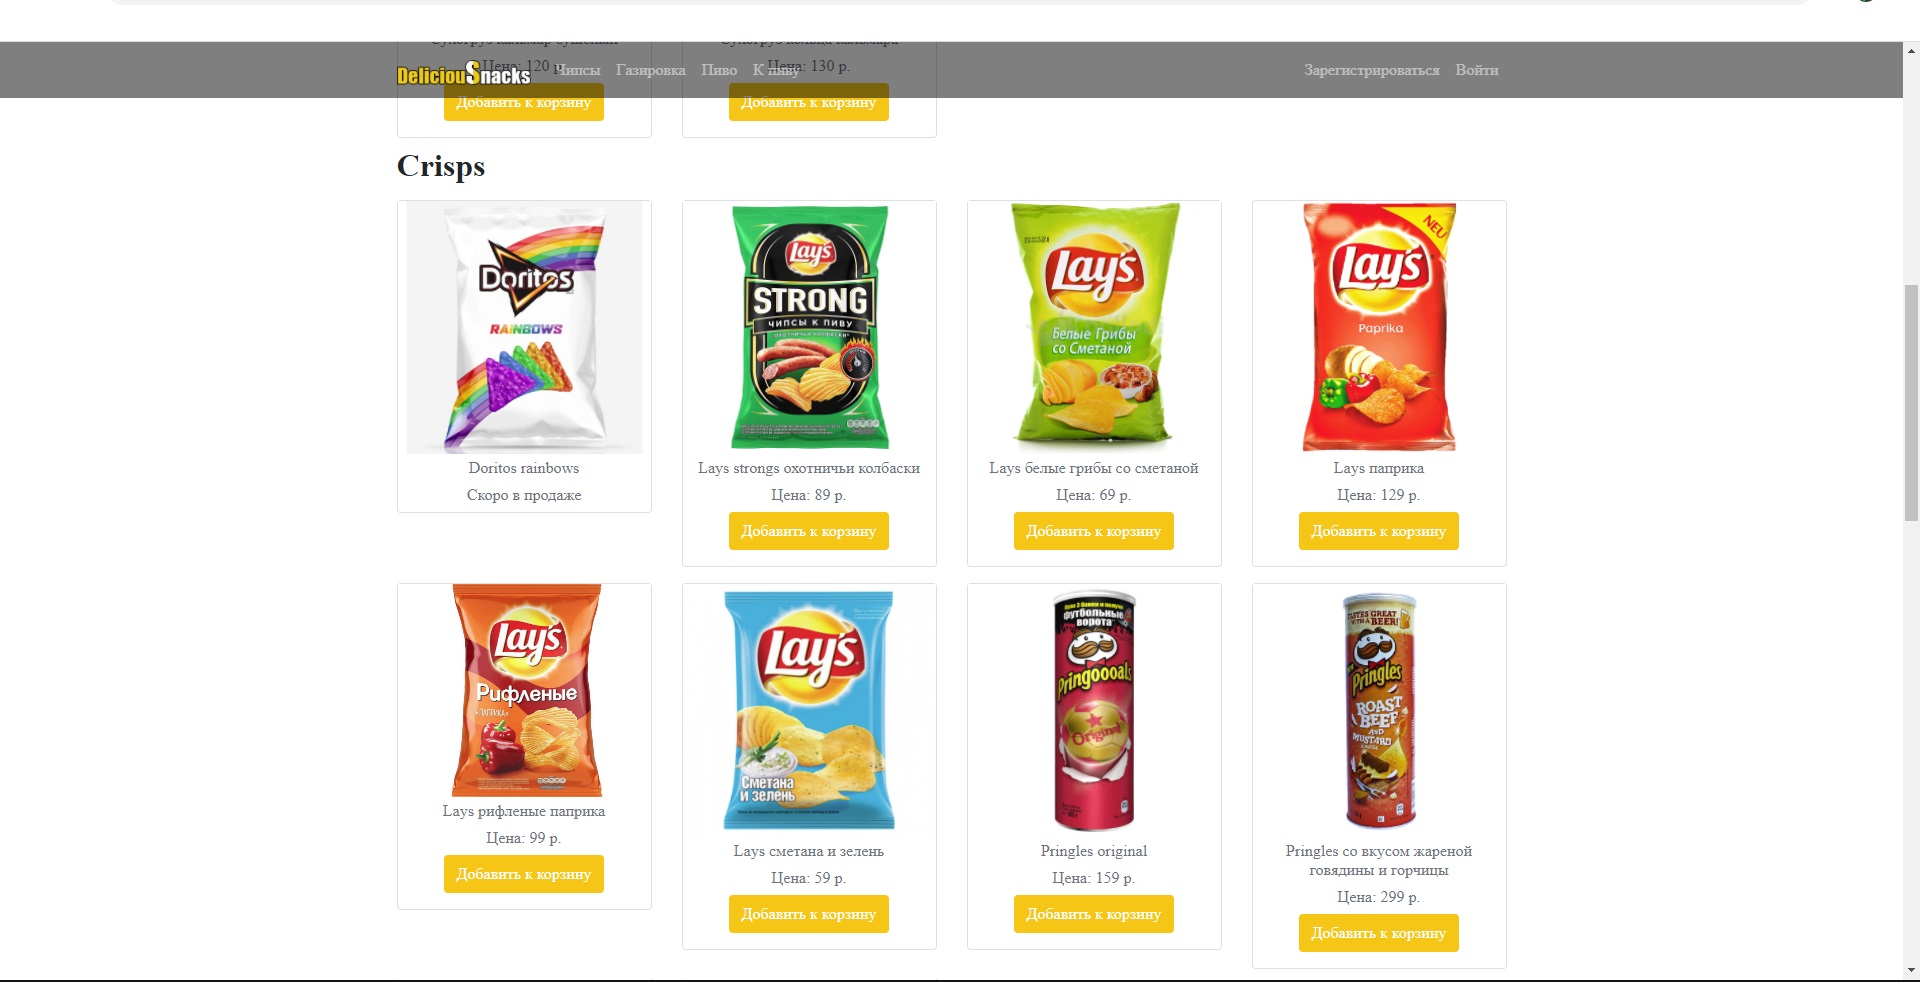 Цена: 120 р.
Цена: 130 р.
DeliciouSnacks
Чипсы
Газировка
Пиво
К пиву
Зарегистрироваться
Войти
Добавить к корзину
Добавить к корзину
Crisps
Doritos
RAINBOWS
Lay's
STRONG
ЧИПСЫ К ПИВУ
Lay's
Белые Грибы
со Сметаной
NEU
Lay's
Paprika
Doritos rainbows
Скоро в продаже
Lays strongs охотничьи колбаски
Цена: 89 р.
Добавить к корзину
Lays белые грибы со сметаной
Цена: 69 р.
Добавить к корзину
Lays паприка
Цена: 129 р.
Добавить к корзину
Lay's
Рифленые
ПАПРИКА
Lay's
Сметана
и зелень
футбольные
ворота
Pringoooals
Original
TASTES GREAT
WITH A BEER!
Pringles
ROAST
BEEF
AND
MUSTARD
Lays рифленые паприка
Цена: 99 р.
Добавить к корзину
Lays сметана и зелень
Цена: 59 р.
Добавить к корзину
Pringles original
Цена: 159 р.
Добавить к корзину
Pringles со вкусом жареной
говядины и горчицы
Цена: 299 р.
Добавить к корзину